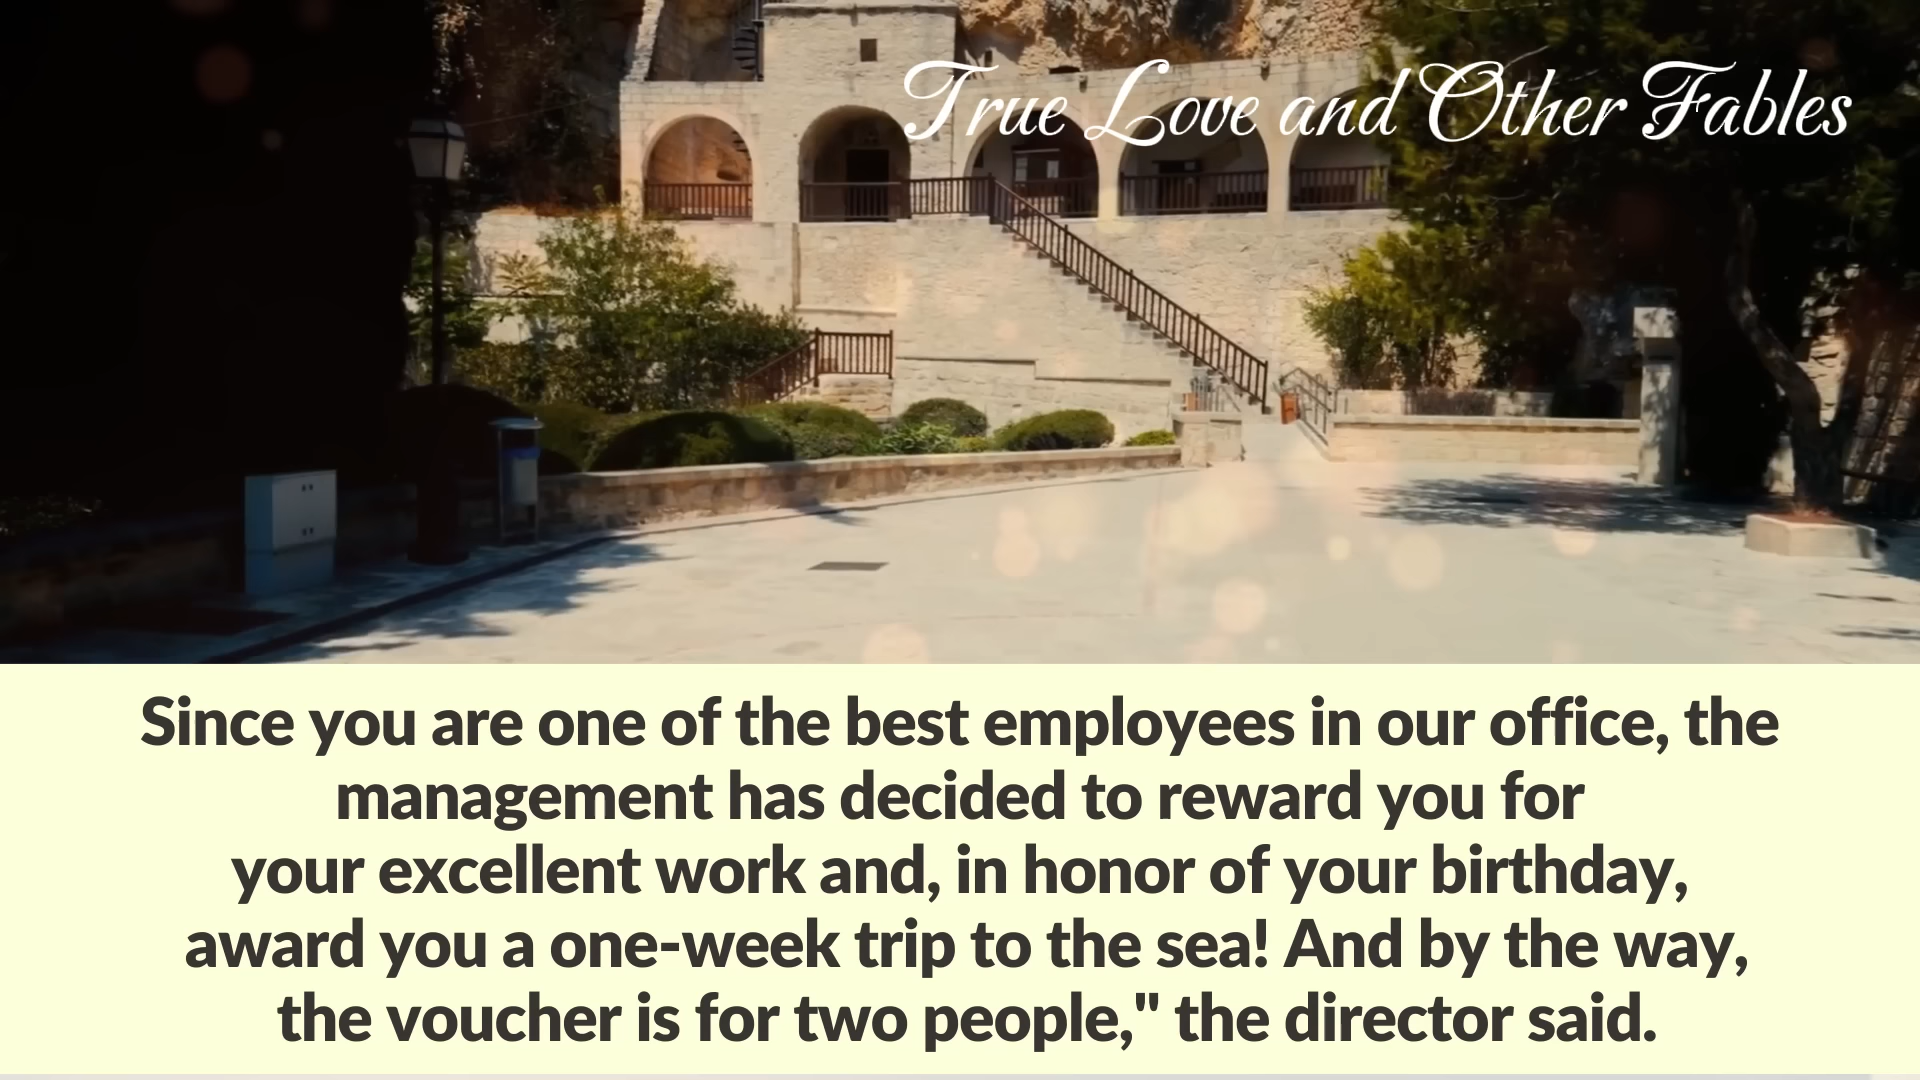 True Love and Other Fables
Since you are one of the best employees in our office, the
management has decided to reward you for
your excellent work and, in honor of your birthday,
award you a one-week trip to the sea! And by the way,
the voucher is for two people," the director said.